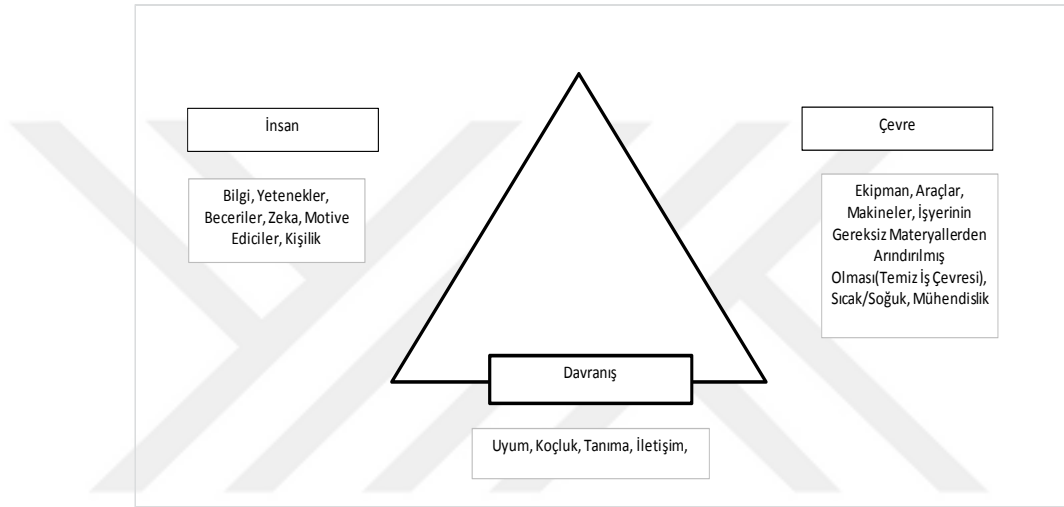 İnsan
Bilgi, Yetenekler,
Beceriler, Zeka, Motive
Ediciler, Kişilik
Çevre
Ekipman, Araçlar,
Makineler, İşyerinin
Gereksiz Materyallerden
Arındırılmış
Olması(Temiz İş Çevresi),
Sıcak/Soğuk, Mühendislik
Davranış
Uyum, Koçluk, Tanıma, İletişim,